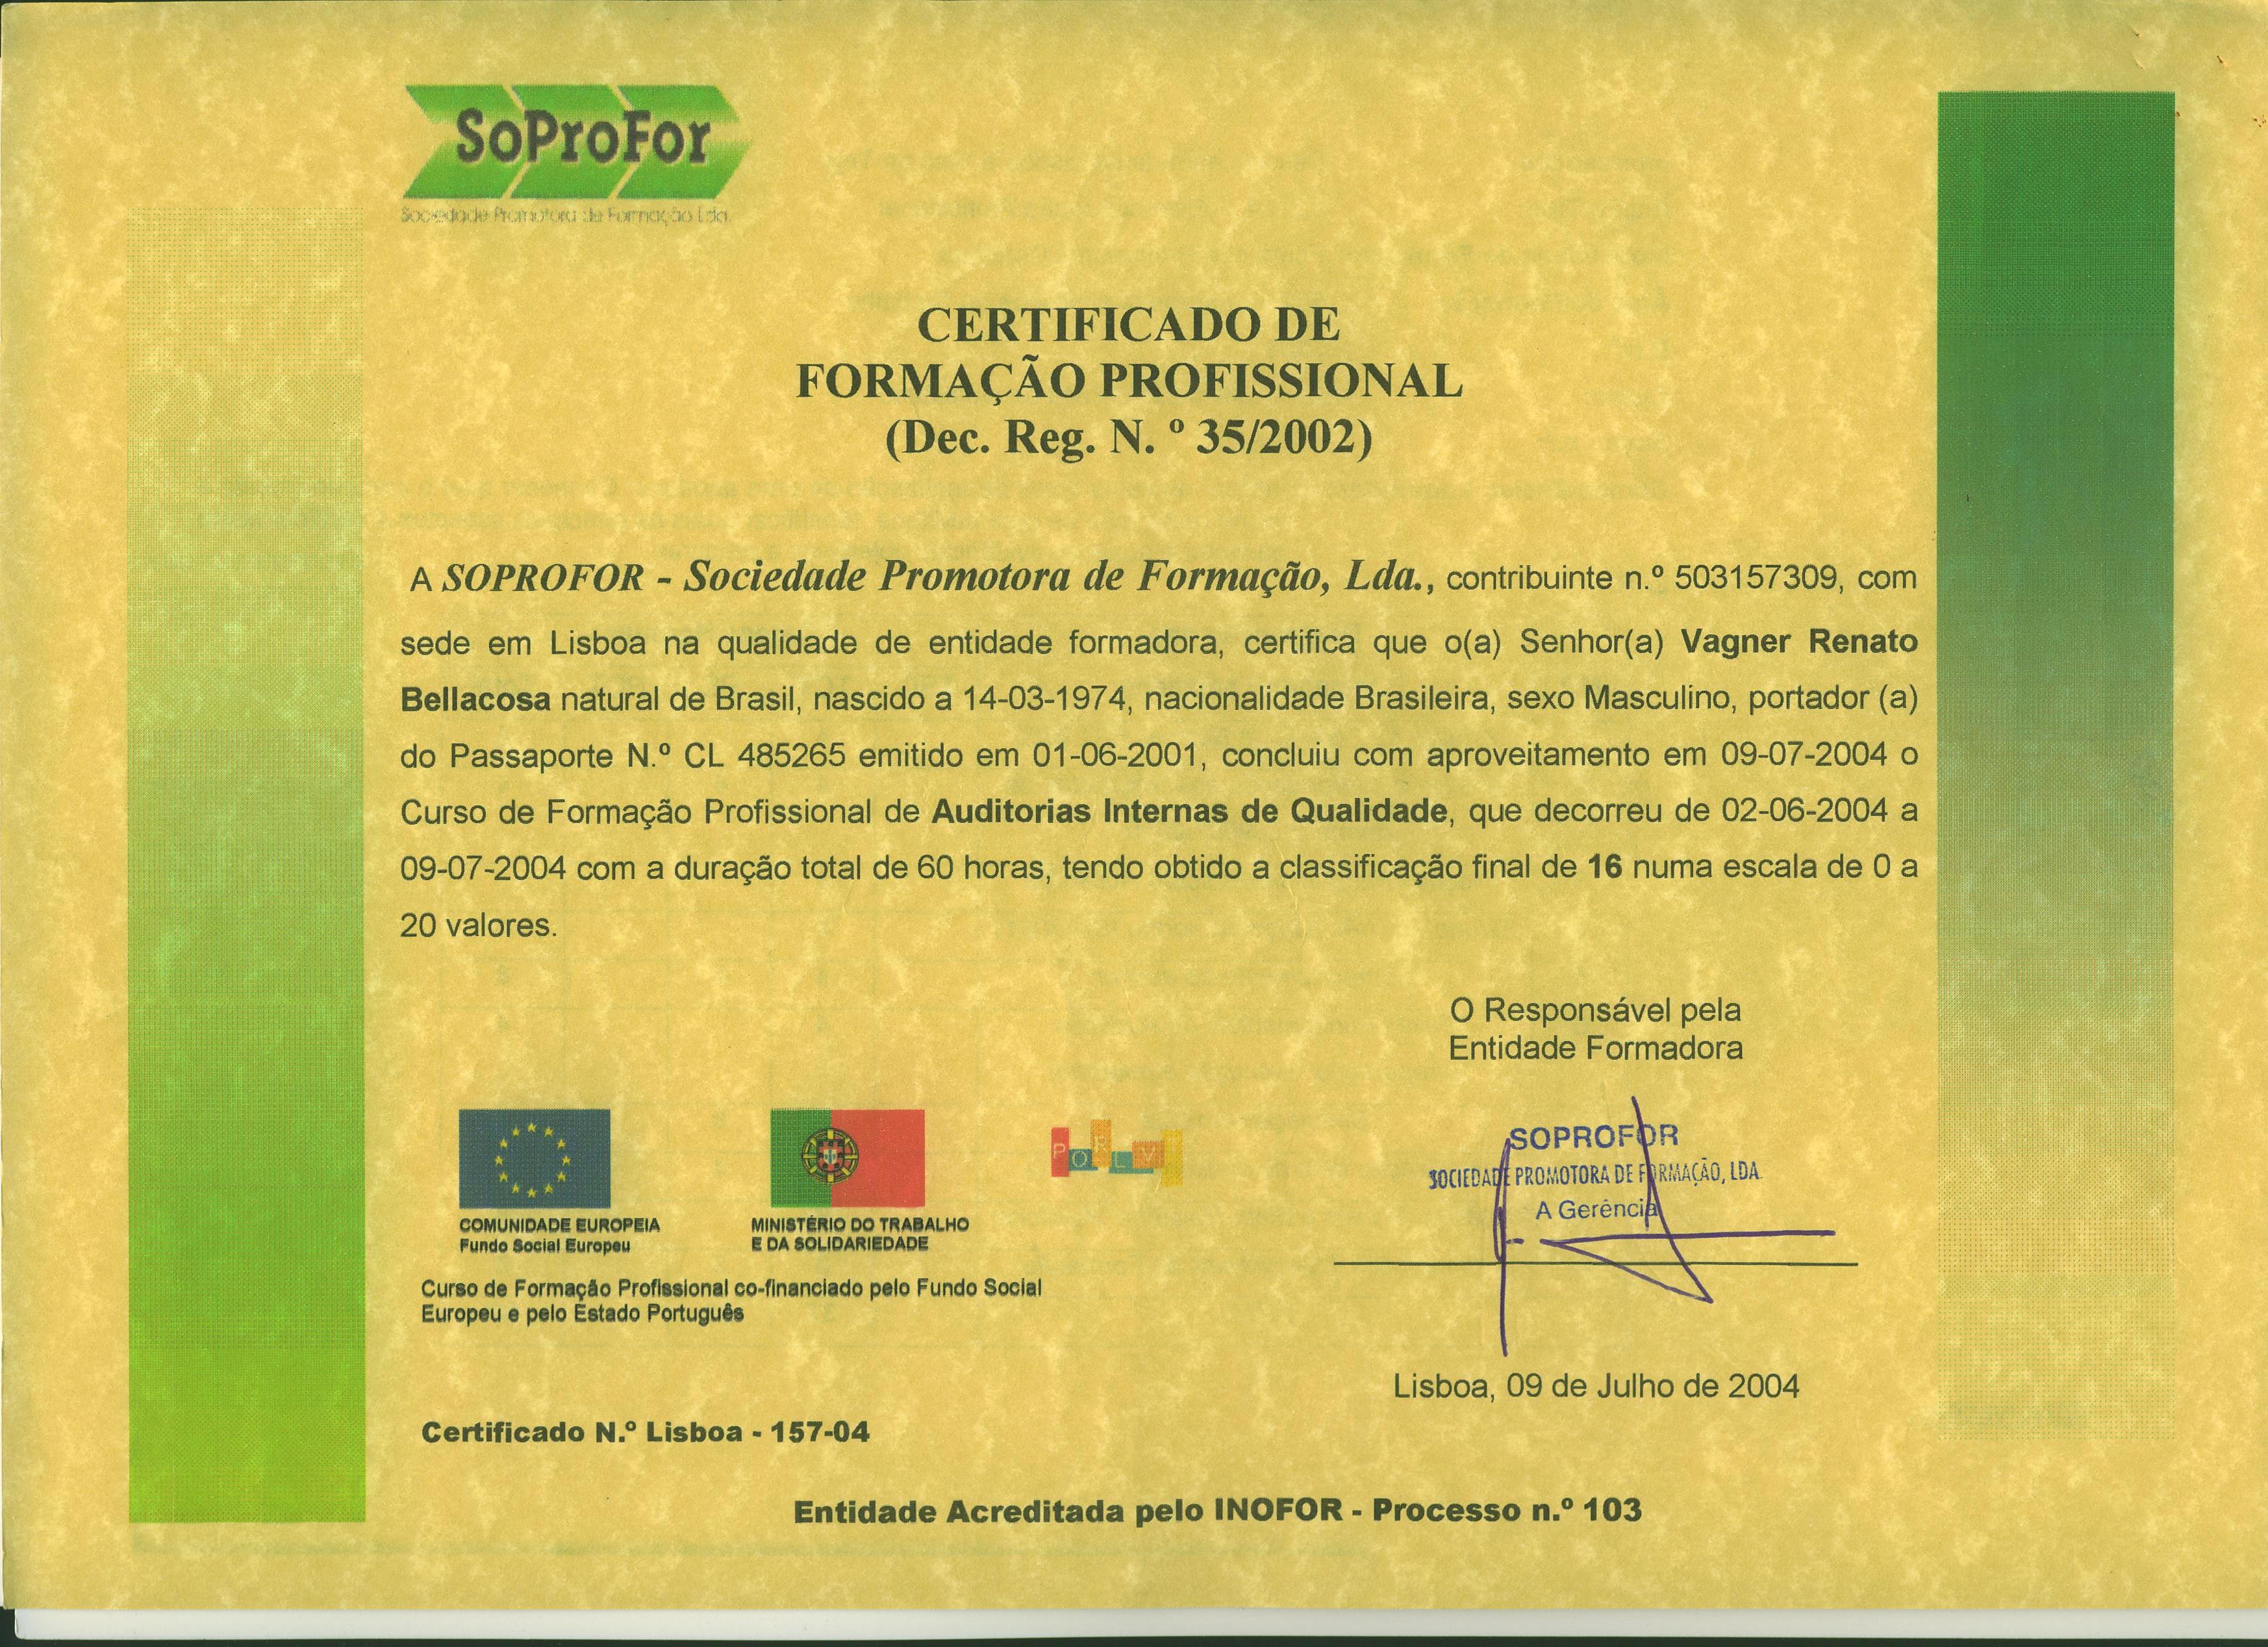 SoProFor
Sociedade Promotora de Formação Lda.
CERTIFICADO DE
FORMAÇÃO PROFISSIONAL
(Dec. Reg. N. º 35/2002)
A SOPROFOR - Sociedade Promotora de Formação, Lda., contribuinte n.º 503157309, com
sede em Lisboa na qualidade de entidade formadora, certifica que o(a) Senhor(a) Vagner Renato
Bellacosa natural de Brasil, nascido a 14-03-1974, nacionalidade Brasileira, sexo Masculino, portador (a)
do Passaporte N.º CL 485265 emitido em 01-06-2001, concluiu com aproveitamento em 09-07-2004 o
Curso de Formação Profissional de Auditorias Internas de Qualidade, que decorreu de 02-06-2004 a
09-07-2004 com a duração total de 60 horas, tendo obtido a classificação final de 16 numa escala de 0 a
20 valores.
O Responsável pela
Entidade Formadora
SOPROFOR
SOCIEDADE PROMOTORA DE FORMAÇÃO, LDA.
A Gerência
COMUNIDADE EUROPEIA
Fundo Social Europeu
MINISTÉRIO DO TRABALHO
E DA SOLIDARIEDADE
PORLVT
Curso de Formação Profissional co-financiado pelo Fundo Social
Europeu e pelo Estado Português
Lisboa, 09 de Julho de 2004
Certificado N.º Lisboa - 157-04
Entidade Acreditada pelo INOFOR - Processo n.º 103